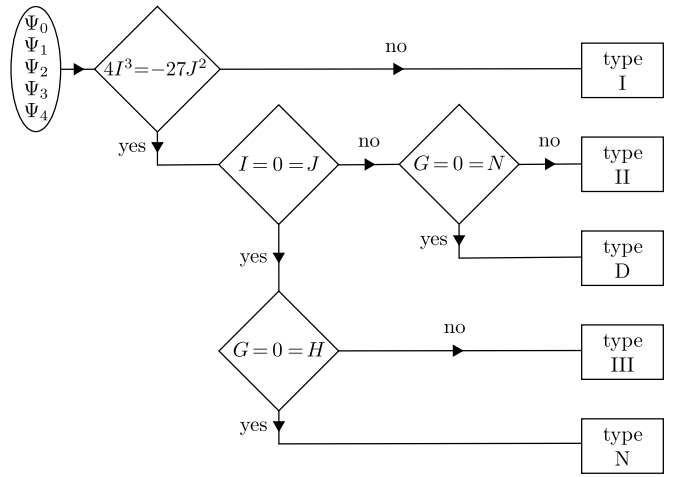 Ψ₀
Ψ₁
Ψ₂
Ψ₃
Ψ₄
4I³=−27J²
no
type
I
yes
I=0=J
no
G=0=N
no
type
II
yes
type
D
yes
G=0=H
no
type
III
yes
type
N